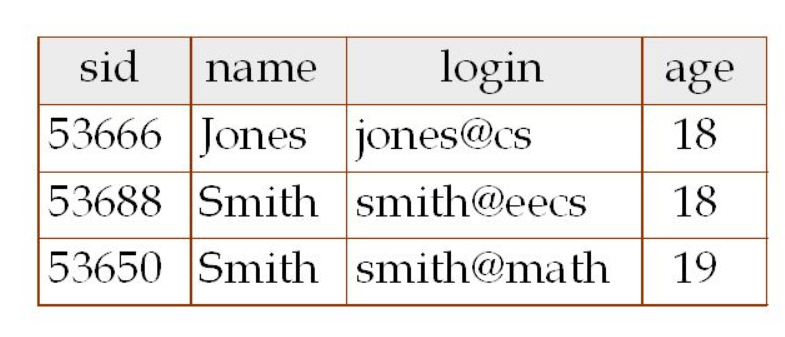 sid name login age
53666 Jones jones@cs 18
53688 Smith smith@eecs 18
53650 Smith smith@math 19